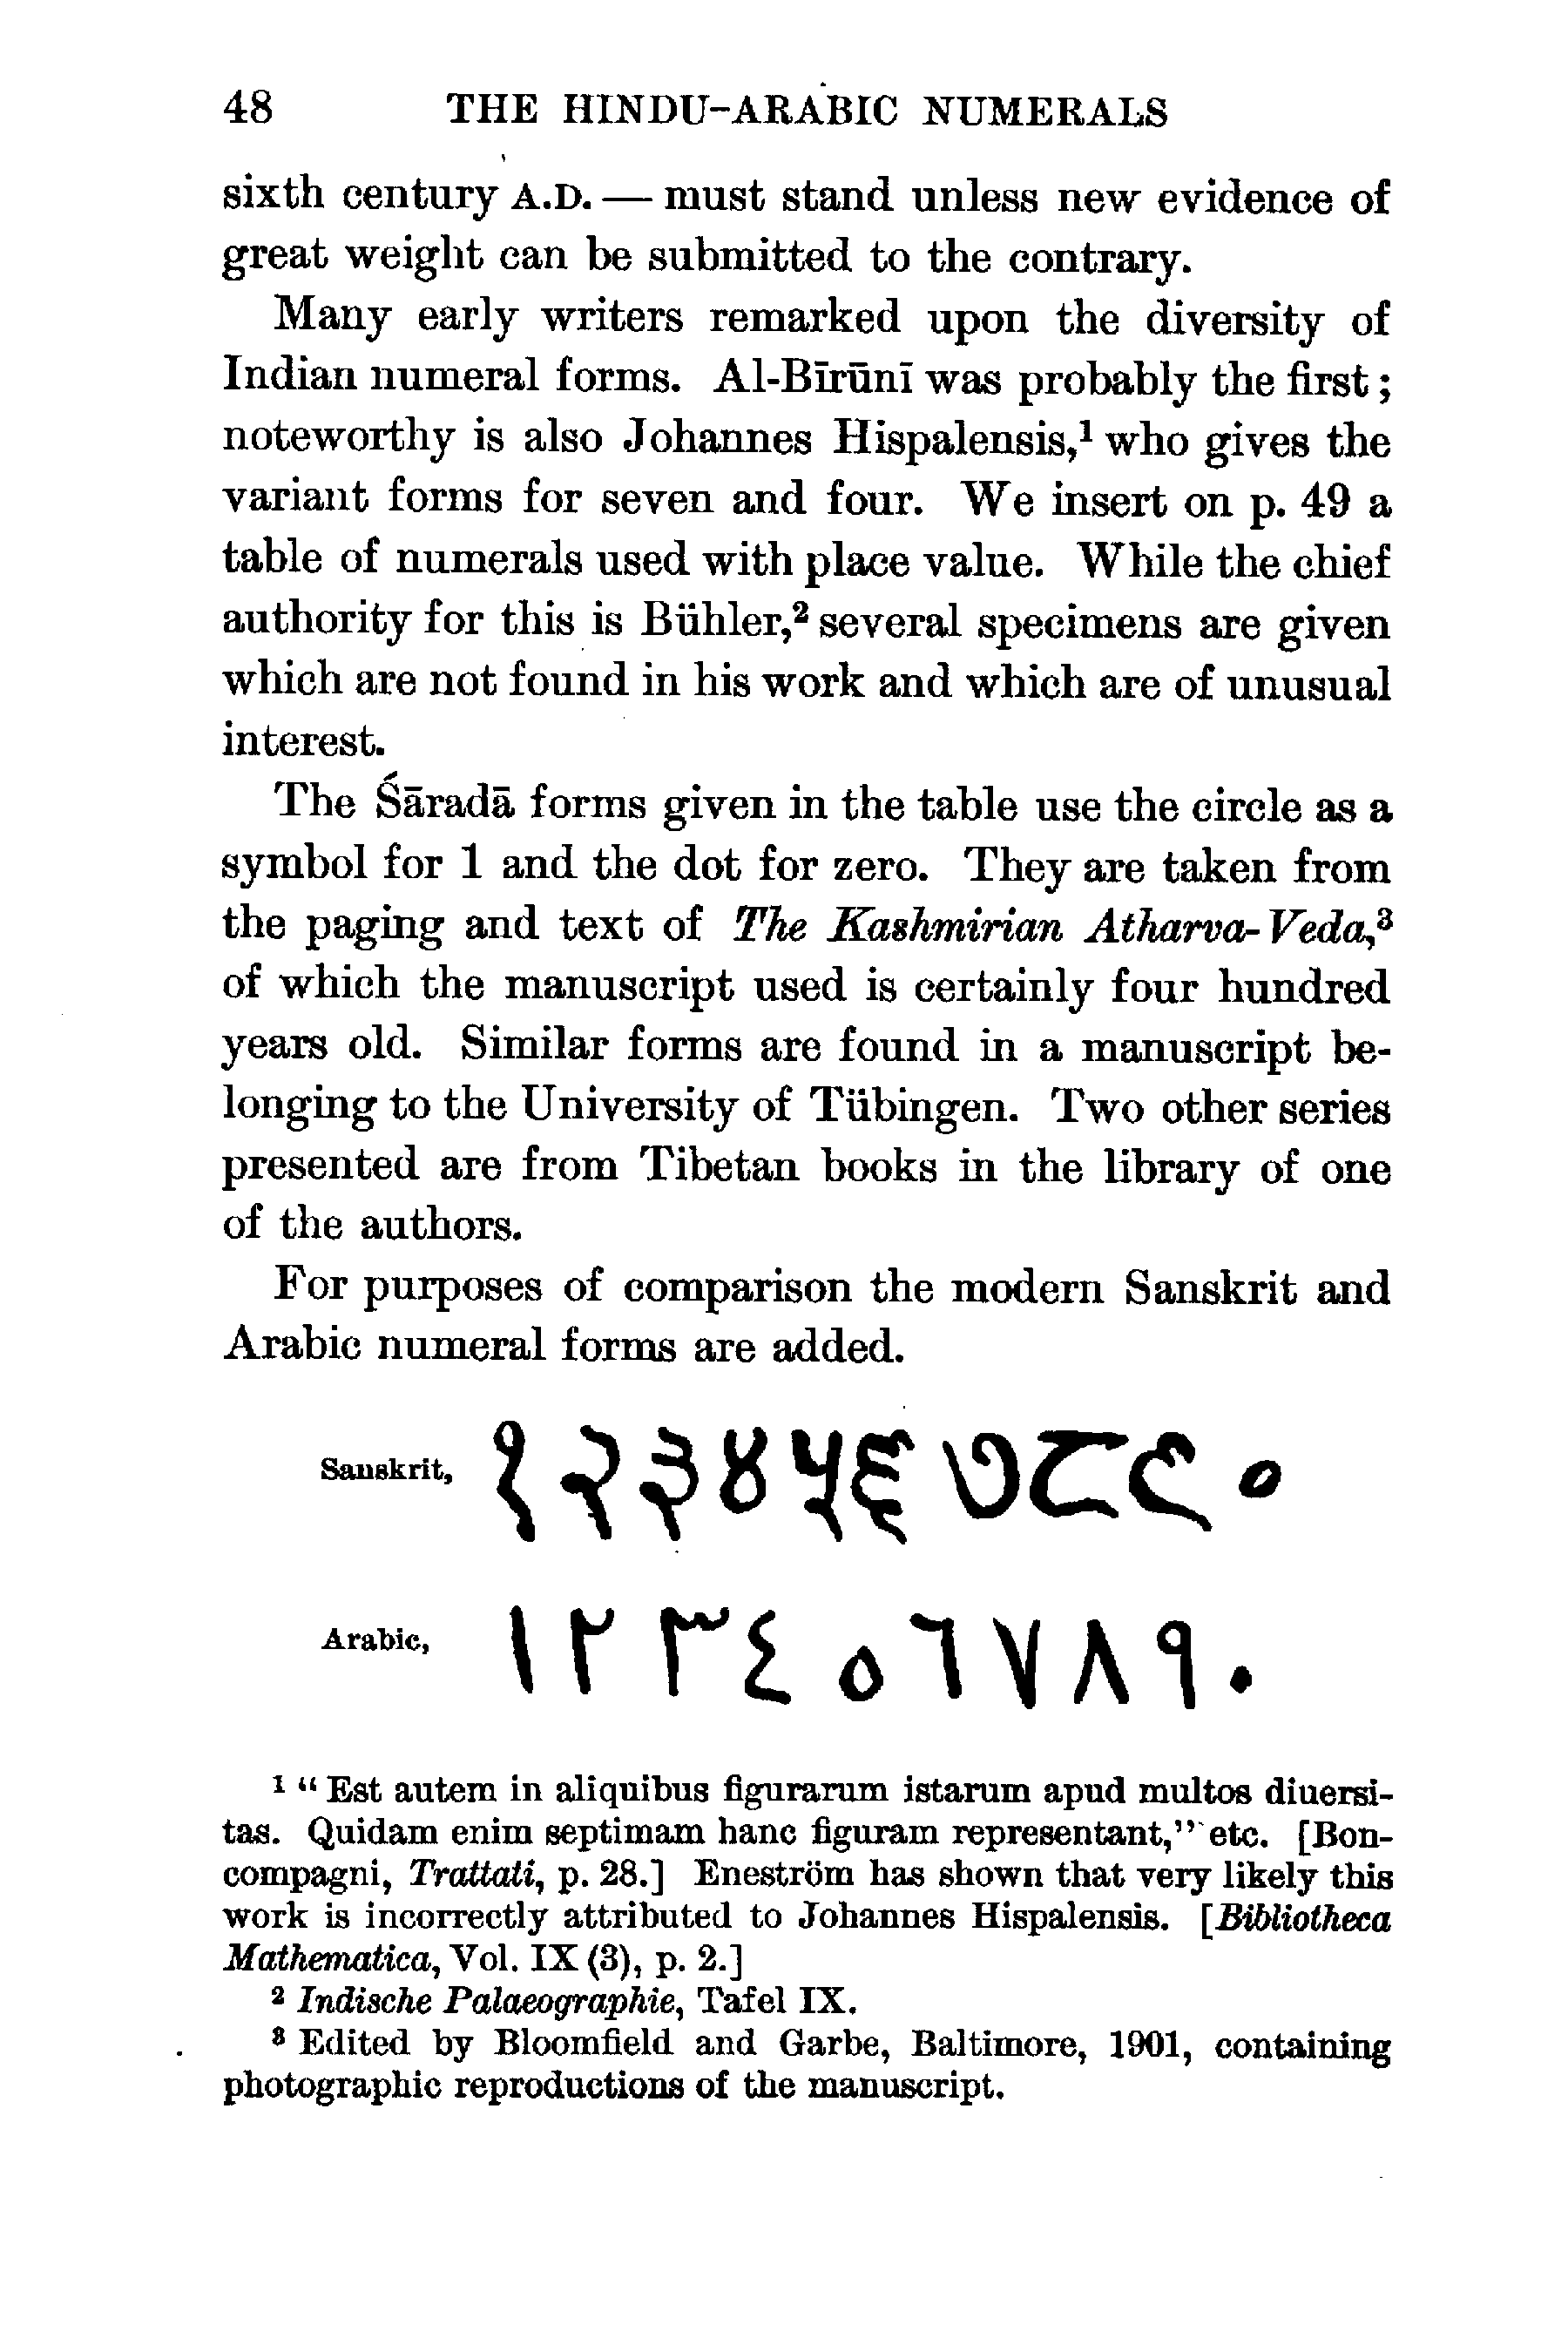 48 THE HINDU-ARABIC NUMERALS
sixth century A.D. — must stand unless new evidence of
great weight can be submitted to the contrary.
Many early writers remarked upon the diversity of
Indian numeral forms. Al-Bīrūnī was probably the first;
noteworthy is also Johannes Hispalensis,¹ who gives the
variant forms for seven and four. We insert on p. 49 a
table of numerals used with place value. While the chief
authority for this is Bühler,² several specimens are given
which are not found in his work and which are of unusual
interest.
The Śāradā forms given in the table use the circle as a
symbol for 1 and the dot for zero. They are taken from
the paging and text of The Kashmirian Atharva-Veda,³
of which the manuscript used is certainly four hundred
years old. Similar forms are found in a manuscript be-
longing to the University of Tübingen. Two other series
presented are from Tibetan books in the library of one
of the authors.
For purposes of comparison the modern Sanskrit and
Arabic numeral forms are added.
Sanskrit, १ २ ३ ४ ५ ६ ७ ८ ९ ०
Arabic, ١ ٢ ٣ ٤ ٥ ٦ ٧ ٨ ٩ ٠
¹ “Est autem in aliquibus figurarum istarum apud multos diuersi-
tas. Quidam enim septimam hanc figuram representant,” etc. [Bon-
compagni, Trattati, p. 28.] Eneström has shown that very likely this
work is incorrectly attributed to Johannes Hispalensis. [Bibliotheca
Mathematica, Vol. IX (3), p. 2.]
² Indische Palaeographie, Tafel IX.
³ Edited by Bloomfield and Garbe, Baltimore, 1901, containing
photographic reproductions of the manuscript.